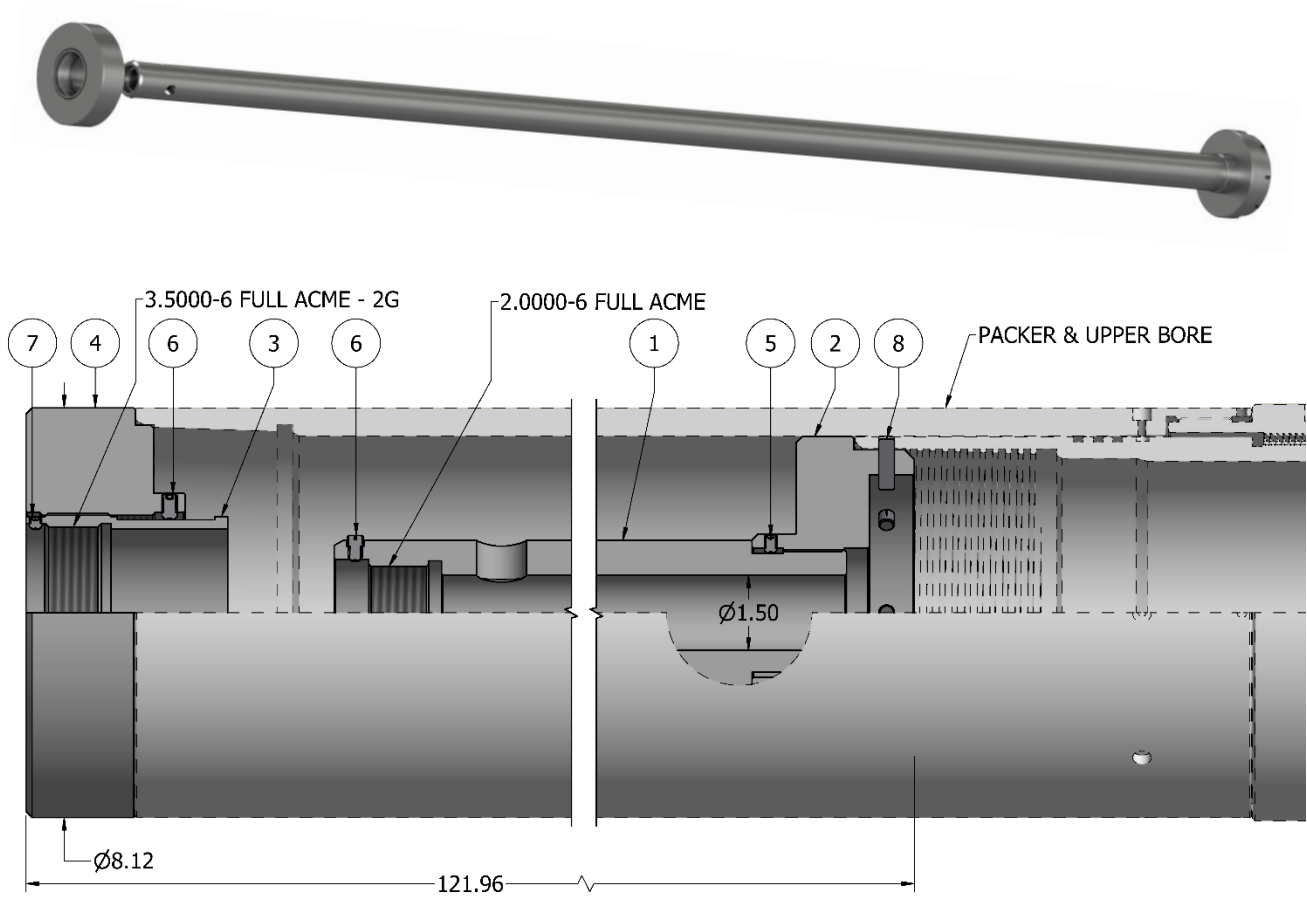 3.5000-6 FULL ACME - 2G
2.0000-6 FULL ACME
7
4
6
3
6
1
5
2
8
PACKER & UPPER BORE
Ø1.50
Ø8.12
121.96